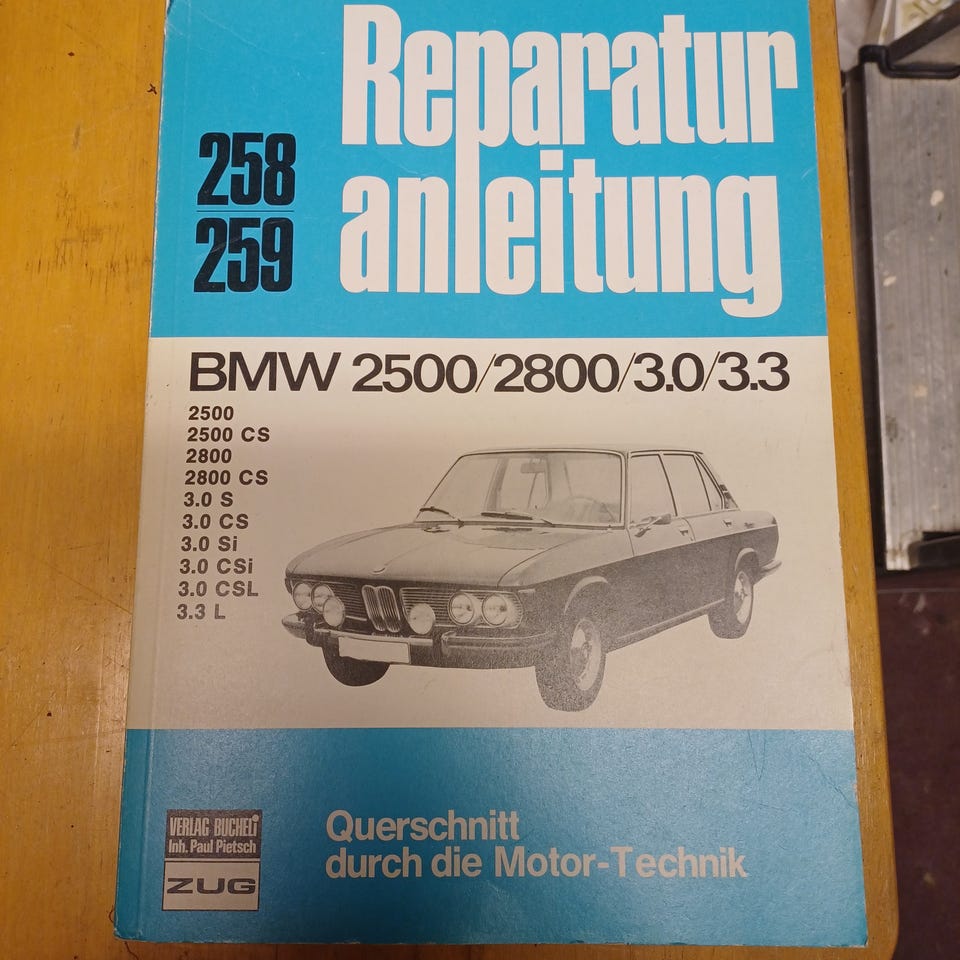 Reparatur
anleitung
258
259
BMW 2500/2800/3.0/3.3
2500
2500 CS
2800
2800 CS
3.0 S
3.0 CS
3.0 Si
3.0 CSi
3.0 CSL
3.3 L
Querschnitt
durch die Motor-Technik
VERLAG BUCHELi
Inh. Paul Pietsch
ZUG